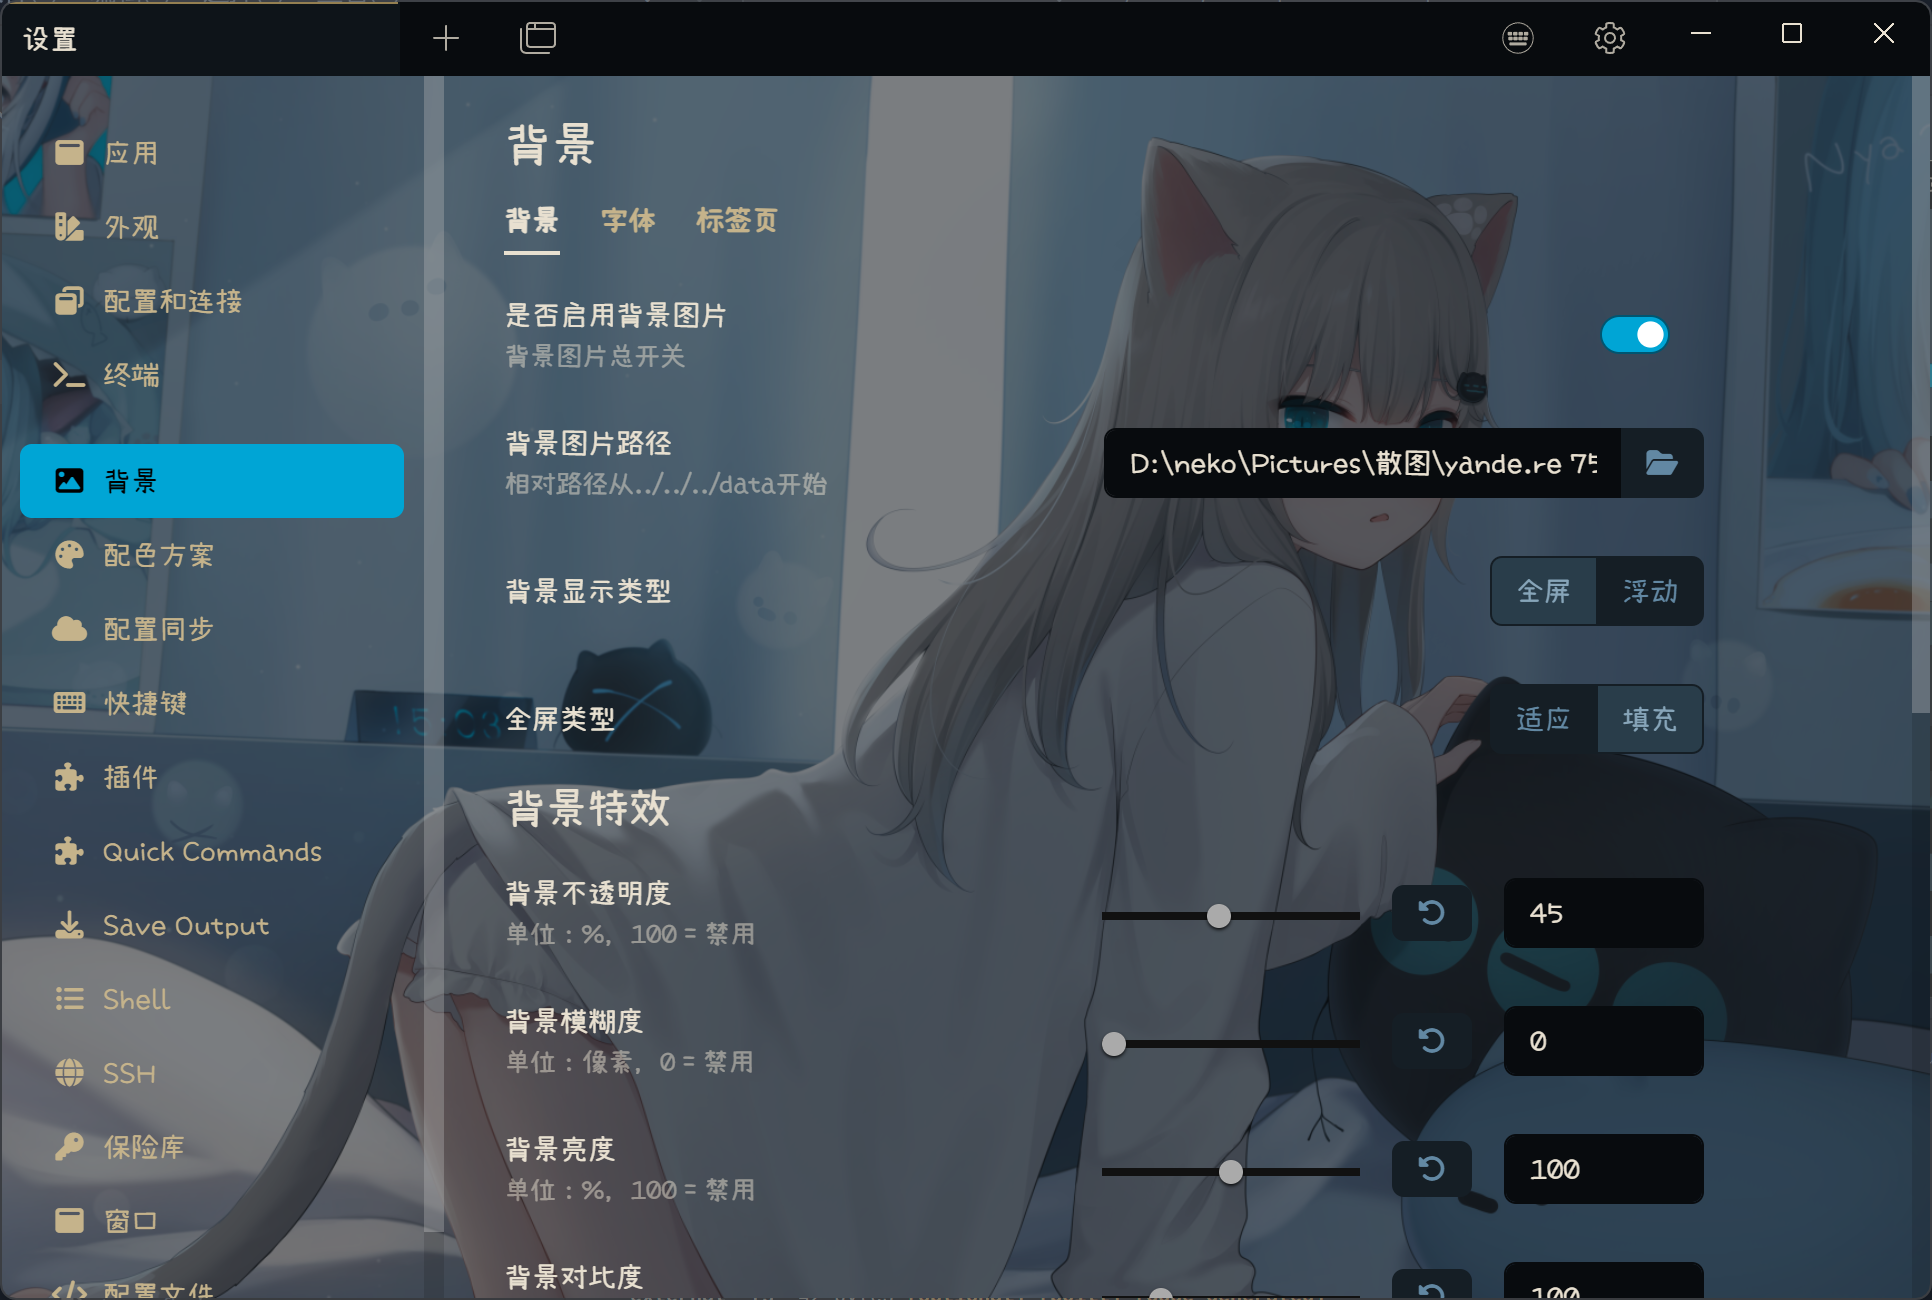 设置
应用
外观
配置和连接
终端
背景
配色方案
配置同步
快捷键
插件
Quick Commands
Save Output
Shell
SSH
保险库
窗口
配置文件
背景
背景 字体 标签页
是否启用背景图片
背景图片总开关
背景图片路径
相对路径从../../../data开始
D:\neko\Pictures\散图\yande.re 75
背景显示类型
全屏 浮动
全屏类型
适应 填充
背景特效
背景不透明度
单位：%，100 = 禁用
45
背景模糊度
单位：像素，0 = 禁用
0
背景亮度
单位：%，100 = 禁用
100
背景对比度
100
Nya
15:03